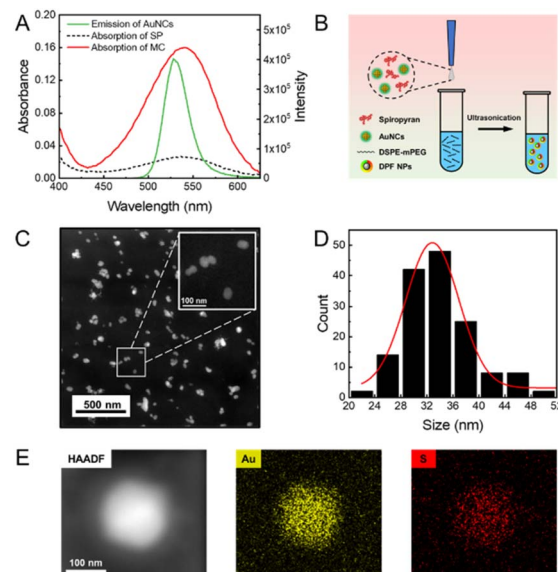 A
Emission of AuNCs
Absorption of SP
Absorption of MC
Absorbance
0.20
0.16
0.12
0.08
0.04
0.00
400 450 500 550 600
Wavelength (nm)
5x10⁵
4x10⁵
3x10⁵
2x10⁵
1x10⁵
0
Intensity
B
Spiropyran
AuNCs
DSPE-mPEG
DPF NPs
Ultrasonication
C
100 nm
500 nm
D
Count
50
40
30
20
10
0
20 24 28 32 36 40 44 48 52
Size (nm)
E
HAADF
100 nm
Au
S